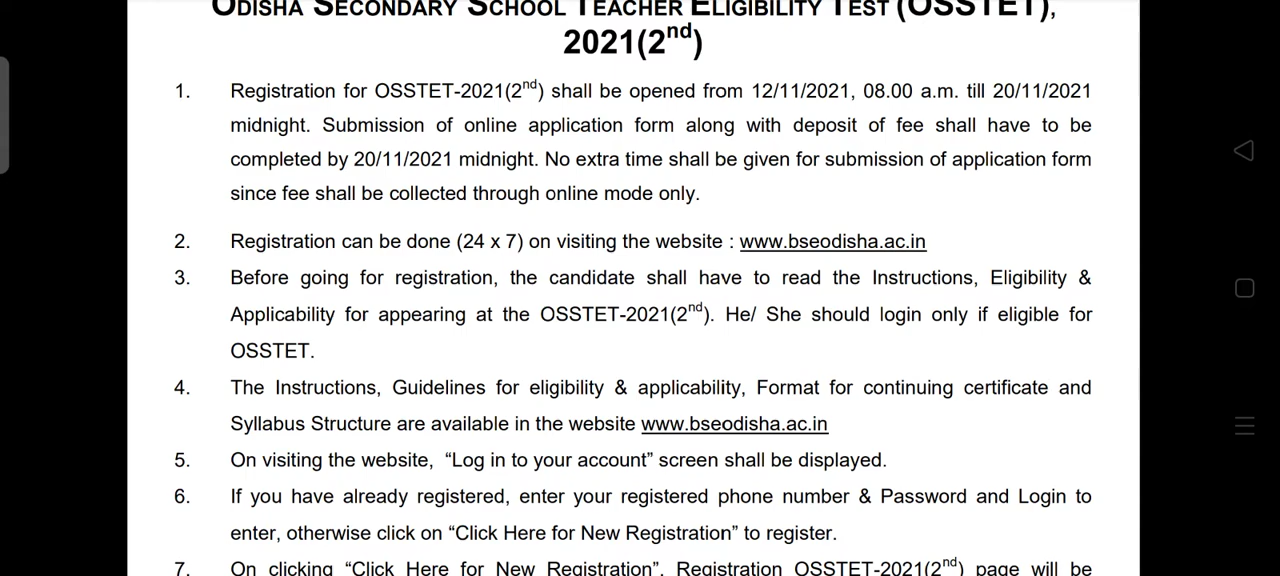 ODISHA SECONDARY SCHOOL TEACHER ELIGIBILITY TEST (OSSTET),
2021(2nd)
1. Registration for OSSTET-2021(2nd) shall be opened from 12/11/2021, 08.00 a.m. till 20/11/2021
midnight. Submission of online application form along with deposit of fee shall have to be
completed by 20/11/2021 midnight. No extra time shall be given for submission of application form
since fee shall be collected through online mode only.
2. Registration can be done (24 x 7) on visiting the website : www.bseodisha.ac.in
3. Before going for registration, the candidate shall have to read the Instructions, Eligibility &
Applicability for appearing at the OSSTET-2021(2nd). He/ She should login only if eligible for
OSSTET.
4. The Instructions, Guidelines for eligibility & applicability, Format for continuing certificate and
Syllabus Structure are available in the website www.bseodisha.ac.in
5. On visiting the website, “Log in to your account” screen shall be displayed.
6. If you have already registered, enter your registered phone number & Password and Login to
enter, otherwise click on “Click Here for New Registration” to register.
7. On clicking “Click Here for New Registration”, Registration OSSTET-2021(2nd) page will be